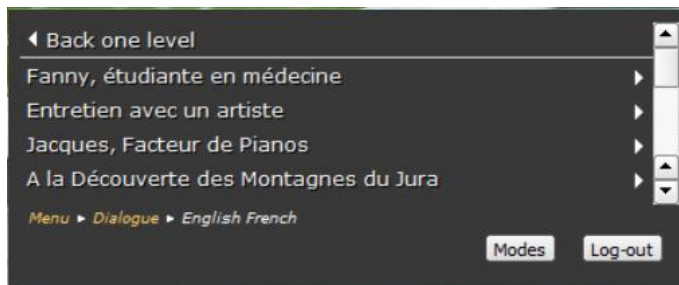 Back one level
Fanny, étudiante en médecine
Entretien avec un artiste
Jacques, Facteur de Pianos
A la Découverte des Montagnes du Jura
Menu ▸ Dialogue ▸ English French
Modes Log-out